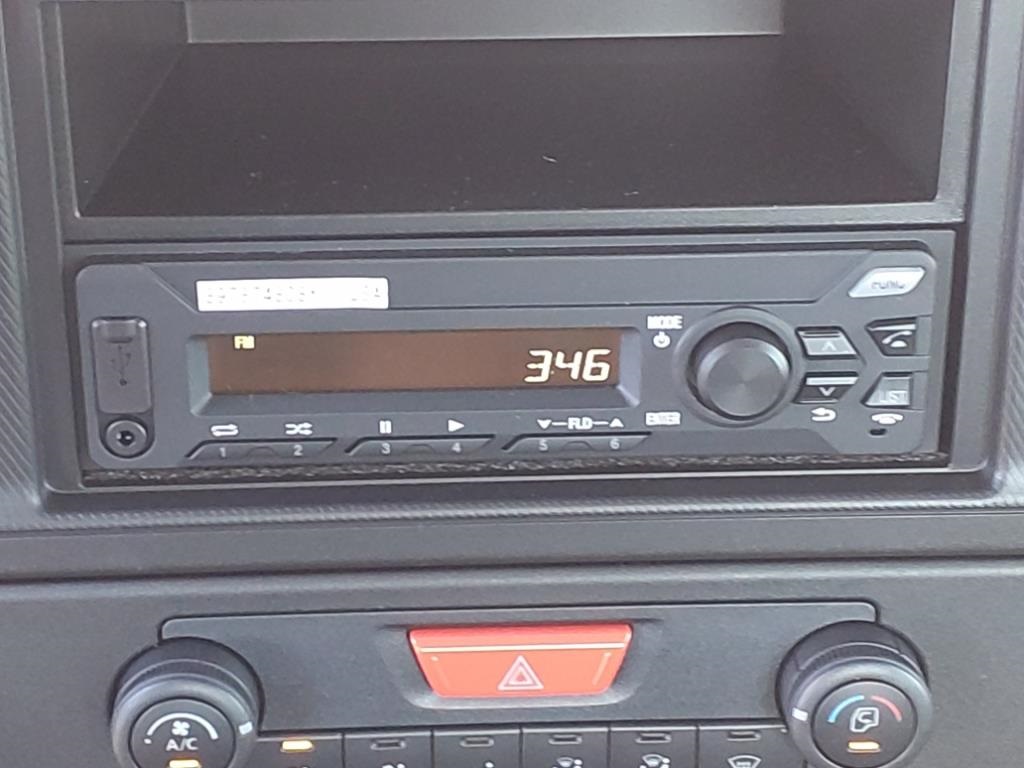 FM
3:46
MODE
FLD
1 2 3 4 5 6
ENTER
LIST
A/C